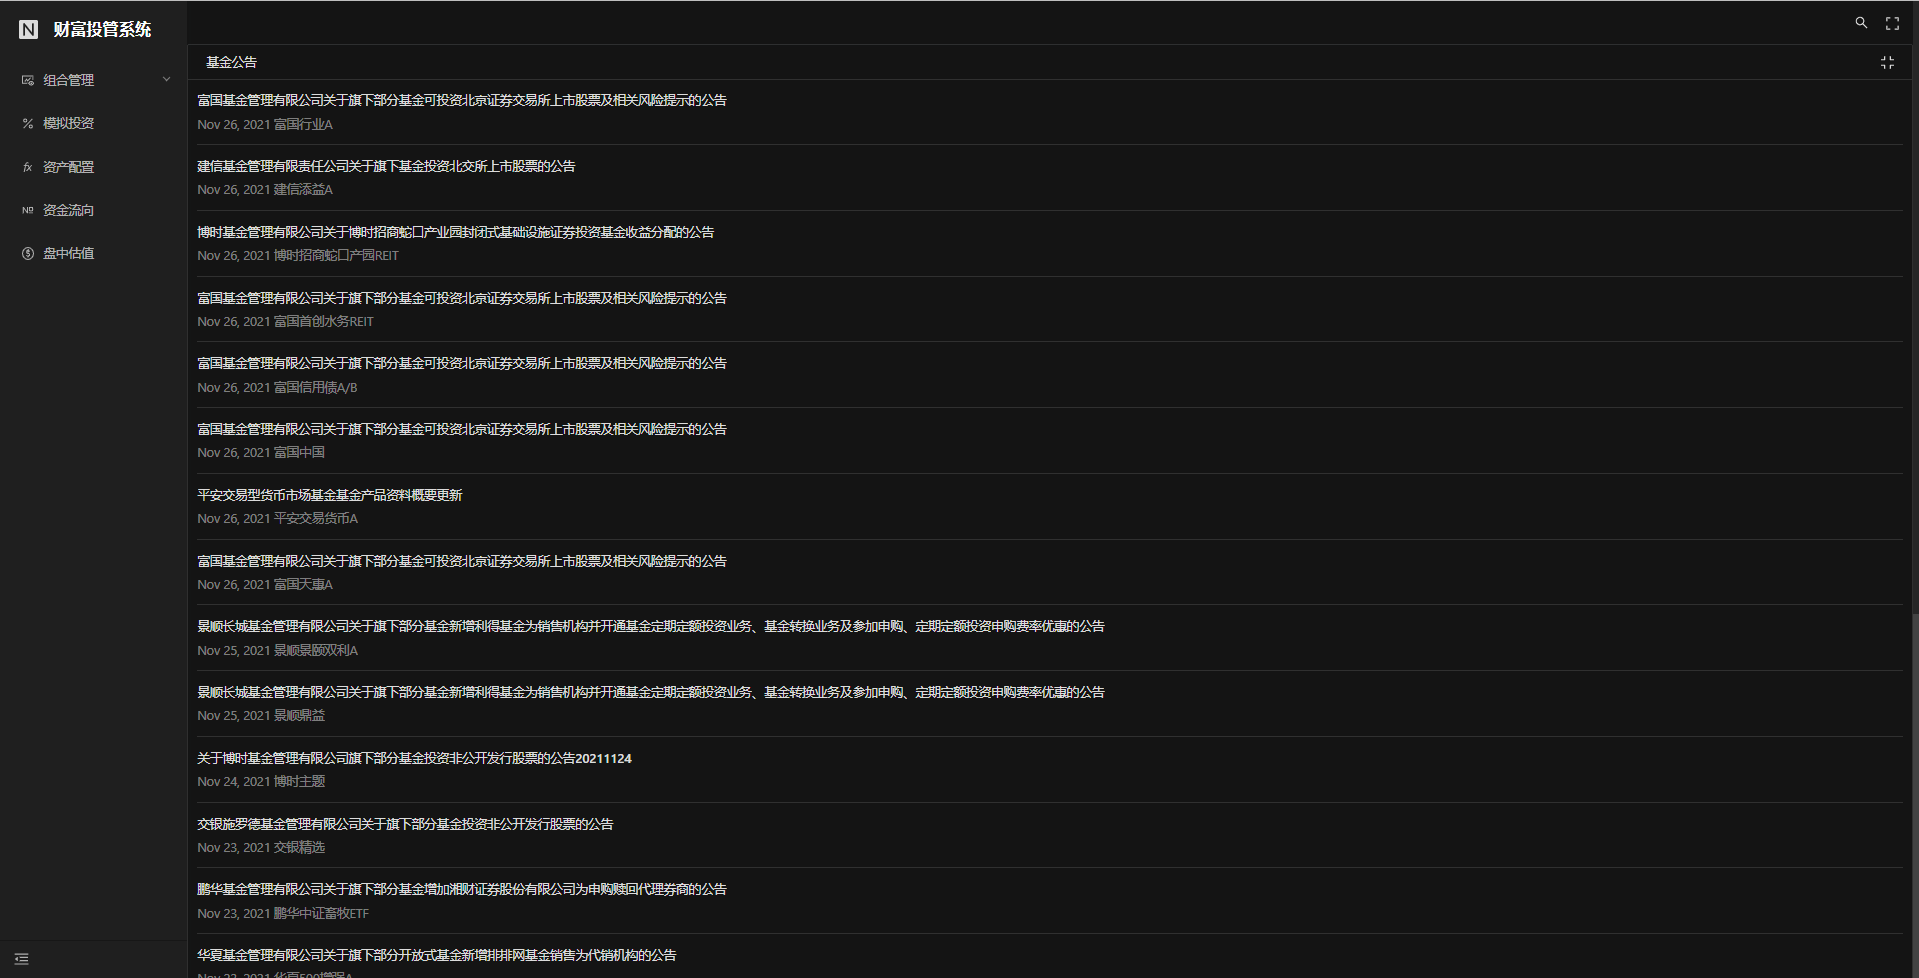 财富投管系统
组合管理
模拟投资
资产配置
资金流向
盘中估值
基金公告
富国基金管理有限公司关于旗下部分基金可投资北京证券交易所上市股票及相关风险提示的公告
Nov 26, 2021 富国行业A
建信基金管理有限责任公司关于旗下基金投资北交所上市股票的公告
Nov 26, 2021 建信添益A
博时基金管理有限公司关于博时招商蛇口产业园封闭式基础设施证券投资基金收益分配的公告
Nov 26, 2021 博时招商蛇口产园REIT
富国基金管理有限公司关于旗下部分基金可投资北京证券交易所上市股票及相关风险提示的公告
Nov 26, 2021 富国首创水务REIT
富国基金管理有限公司关于旗下部分基金可投资北京证券交易所上市股票及相关风险提示的公告
Nov 26, 2021 富国信用债A/B
富国基金管理有限公司关于旗下部分基金可投资北京证券交易所上市股票及相关风险提示的公告
Nov 26, 2021 富国中国
平安交易型货币市场基金基金产品资料概要更新
Nov 26, 2021 平安交易货币A
富国基金管理有限公司关于旗下部分基金可投资北京证券交易所上市股票及相关风险提示的公告
Nov 26, 2021 富国天惠A
景顺长城基金管理有限公司关于旗下部分基金新增利得基金为销售机构并开通基金定期定额投资业务、基金转换业务及参加申购、定期定额投资申购费率优惠的公告
Nov 25, 2021 景顺景颐双利A
景顺长城基金管理有限公司关于旗下部分基金新增利得基金为销售机构并开通基金定期定额投资业务、基金转换业务及参加申购、定期定额投资申购费率优惠的公告
Nov 25, 2021 景顺鼎益
关于博时基金管理有限公司旗下部分基金投资非公开发行股票的公告20211124
Nov 24, 2021 博时主题
交银施罗德基金管理有限公司关于旗下部分基金投资非公开发行股票的公告
Nov 23, 2021 交银精选
鹏华基金管理有限公司关于旗下部分基金增加湘财证券股份有限公司为申购赎回代理券商的公告
Nov 23, 2021 鹏华中证畜牧ETF
华夏基金管理有限公司关于旗下部分开放式基金新增排排网基金销售为代销机构的公告
Nov 23, 2021 华夏500增强A